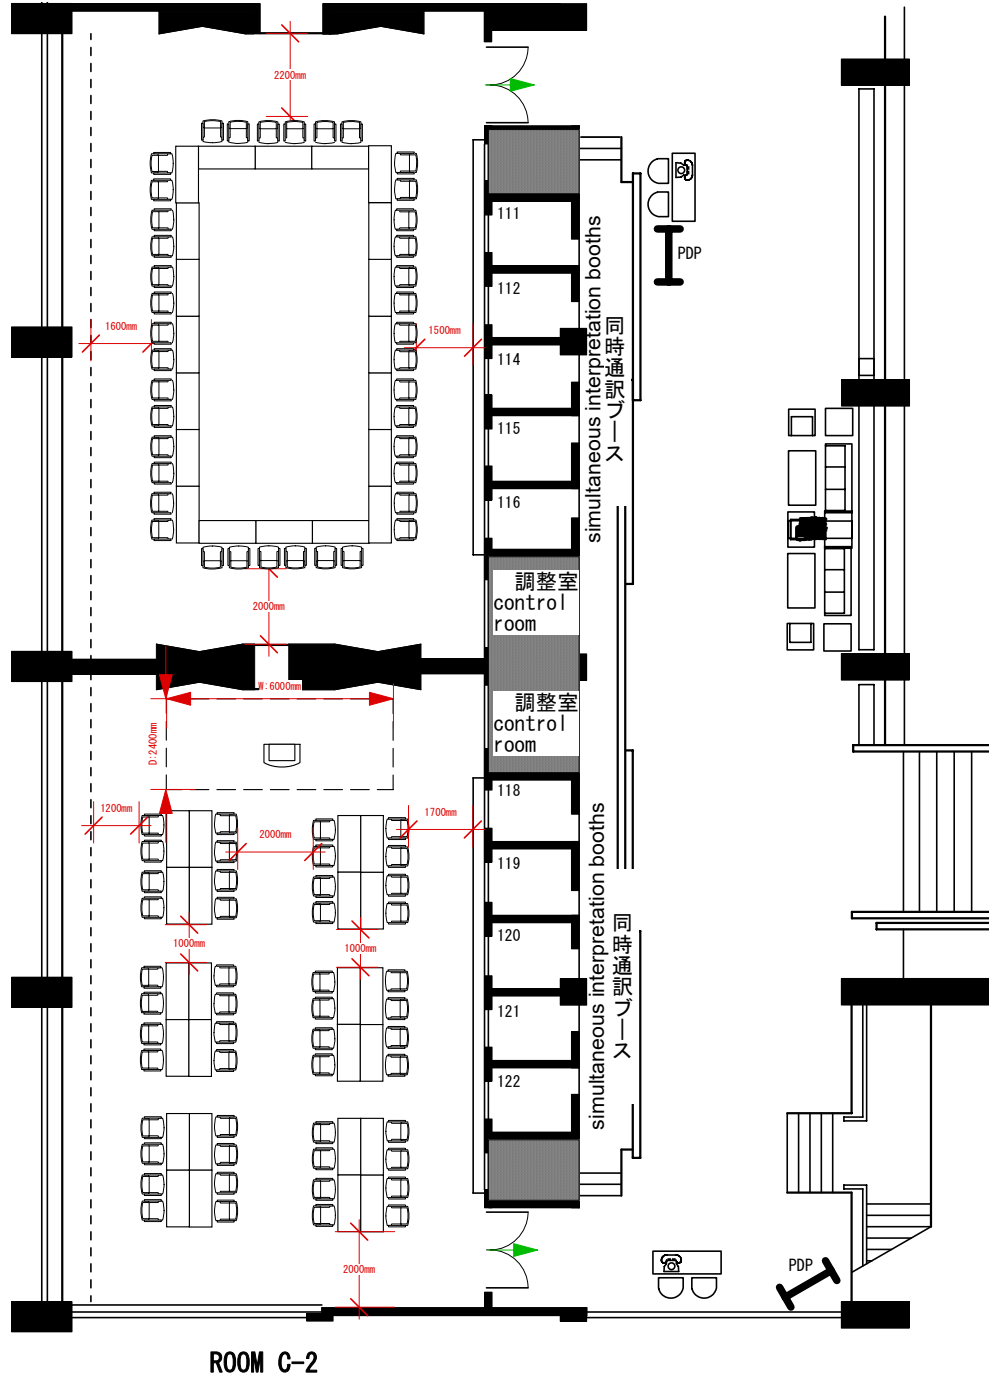 2200mm
111
simultaneous interpretation booths
同時通訳ブース
PDP
112
1600mm
1500mm
114
115
116
調整室
control
room
2000mm
W:6000mm
調整室
control
room
D:2400mm
118
1200mm
2000mm
1700mm
simultaneous interpretation booths
同時通訳ブース
119
120
1000mm
1000mm
121
122
2000mm
PDP
ROOM C-2